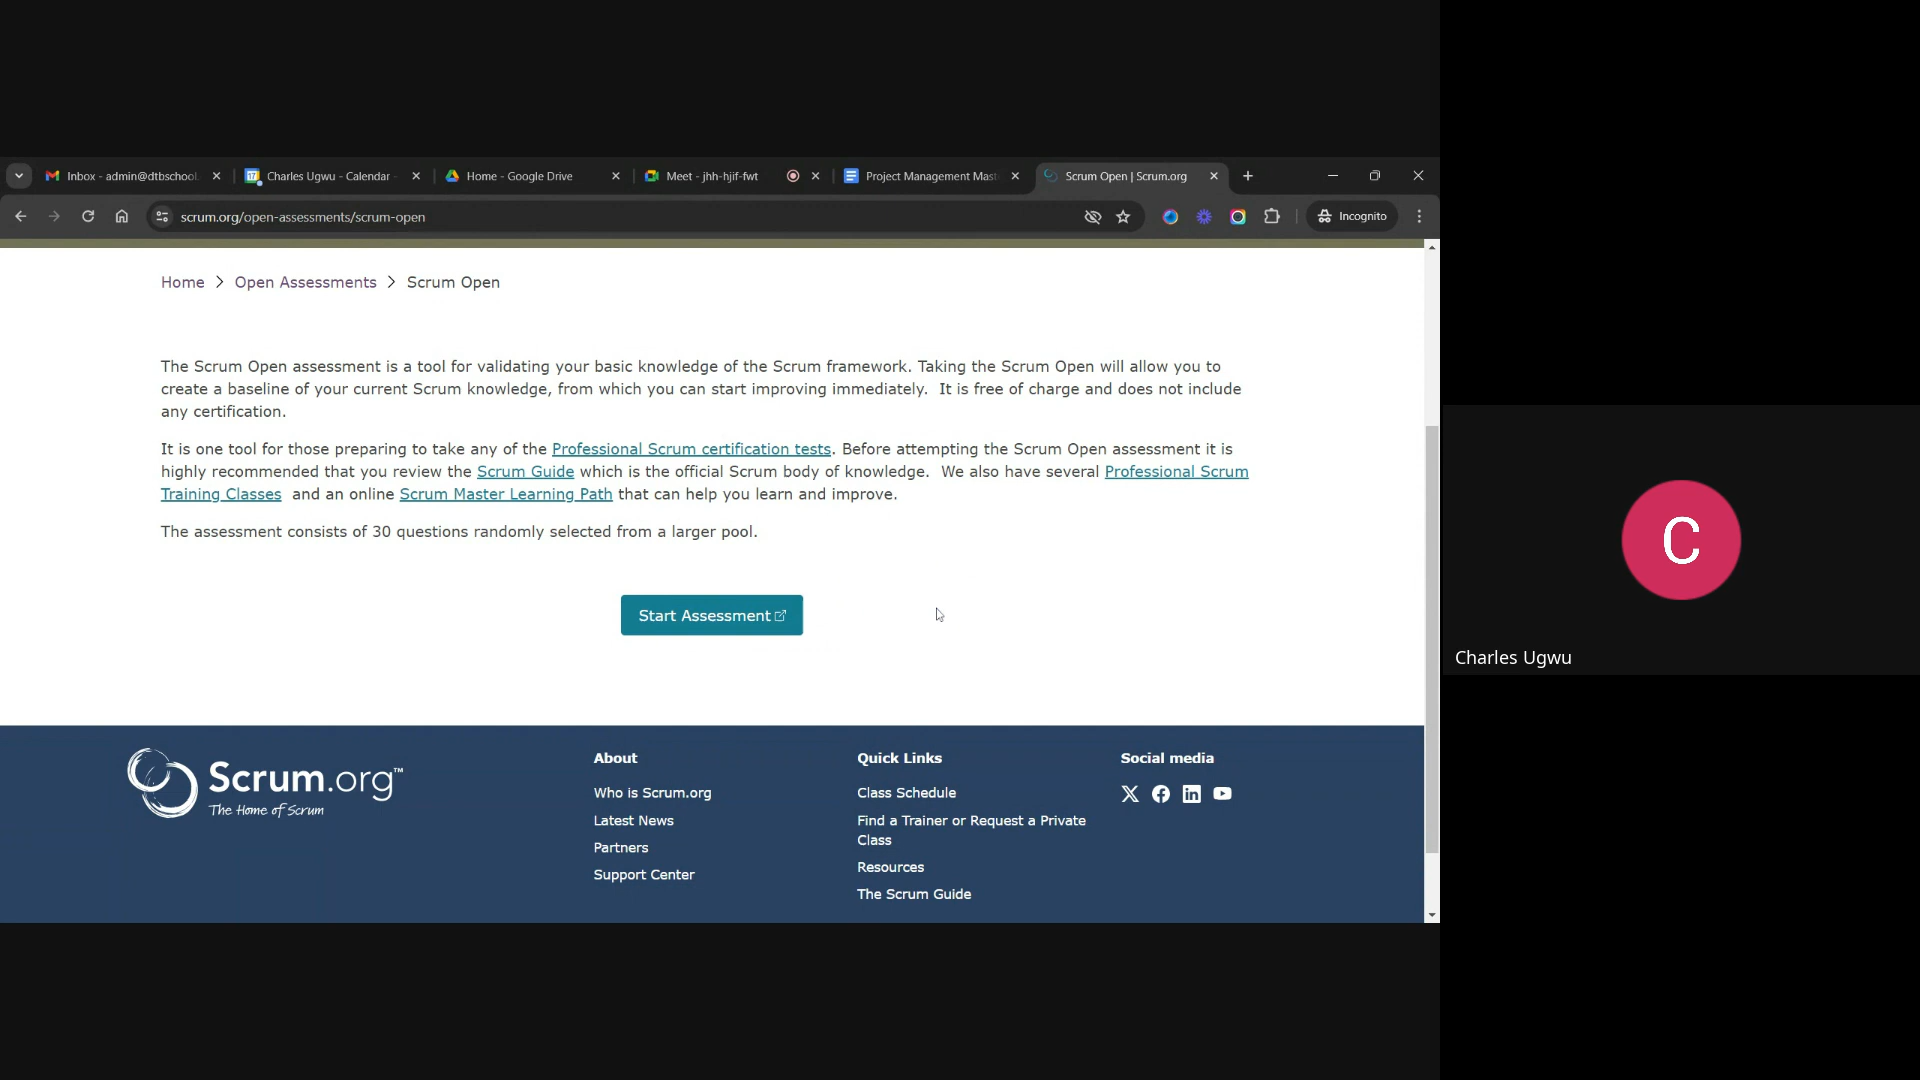 Inbox - admin@dtbschool.
Charles Ugwu - Calendar -
Home - Google Drive
Meet - jhh-hjif-fwt
Project Management Mast
Scrum Open | Scrum.org
scrum.org/open-assessments/scrum-open
Incognito
Home > Open Assessments > Scrum Open
The Scrum Open assessment is a tool for validating your basic knowledge of the Scrum framework. Taking the Scrum Open will allow you to
create a baseline of your current Scrum knowledge, from which you can start improving immediately. It is free of charge and does not include
any certification.
It is one tool for those preparing to take any of the Professional Scrum certification tests. Before attempting the Scrum Open assessment it is
highly recommended that you review the Scrum Guide which is the official Scrum body of knowledge. We also have several Professional Scrum
Training Classes and an online Scrum Master Learning Path that can help you learn and improve.
The assessment consists of 30 questions randomly selected from a larger pool.
Start Assessment
Scrum.org™
The Home of Scrum
About
Who is Scrum.org
Latest News
Partners
Support Center
Quick Links
Class Schedule
Find a Trainer or Request a Private
Class
Resources
The Scrum Guide
Social media
C
Charles Ugwu